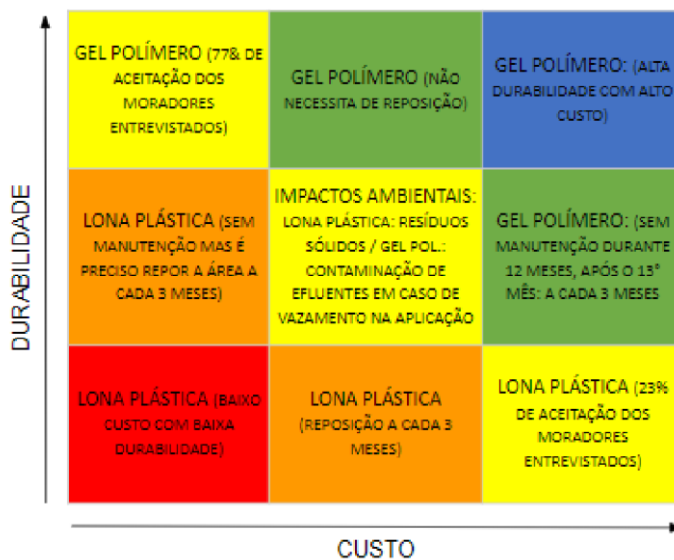 DURABILIDADE
GEL POLÍMERO (77& DE
ACEITAÇÃO DOS
MORADORES
ENTREVISTADOS)
GEL POLÍMERO (NÃO
NECESSITA DE REPOSIÇÃO)
GEL POLÍMERO: (ALTA
DURABILIDADE COM ALTO
CUSTO)
LONA PLÁSTICA (SEM
MANUTENÇÃO MAS É
PRECISO REPOR A ÁREA A
CADA 3 MESES)
IMPACTOS AMBIENTAIS:
LONA PLÁSTICA: RESÍDUOS
SÓLIDOS / GEL POL.:
CONTAMINAÇÃO DE
EFLUENTES EM CASO DE
VAZAMENTO NA APLICAÇÃO
GEL POLÍMERO: (SEM
MANUTENÇÃO DURANTE
12 MESES, APÓS O 13°
MÊS: A CADA 3 MESES
LONA PLÁSTICA (BAIXO
CUSTO COM BAIXA
DURABILIDADE)
LONA PLÁSTICA
(REPOSIÇÃO A CADA 3
MESES)
LONA PLÁSTICA (23%
DE ACEITAÇÃO DOS
MORADORES
ENTREVISTADOS)
CUSTO